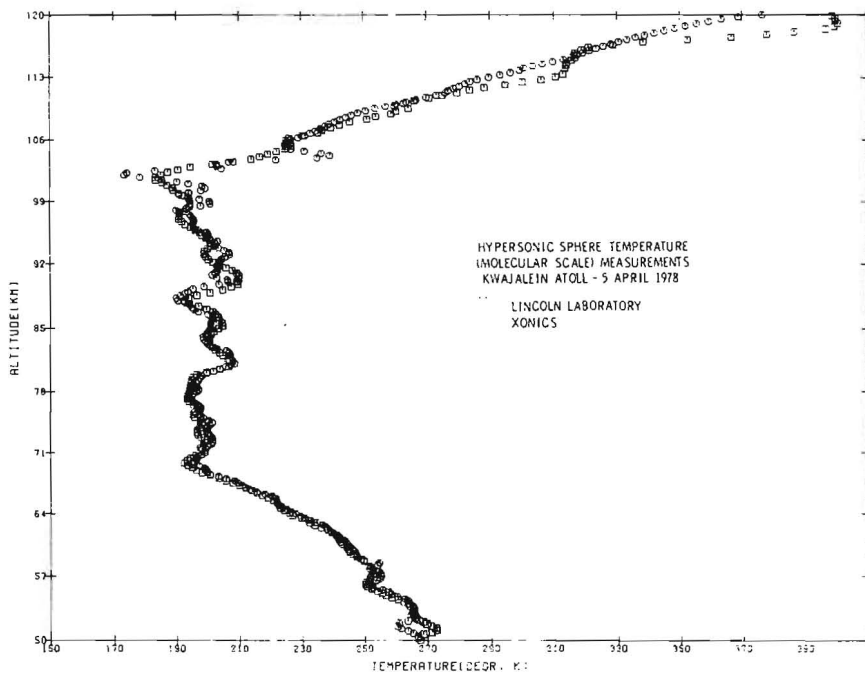 120
113
106
99
92
85
78
71
64
57
50
ALTITUDE(KM)
HYPERSONIC SPHERE TEMPERATURE
(MOLECULAR SCALE) MEASUREMENTS
KWAJALEIN ATOLL - 5 APRIL 1978
LINCOLN LABORATORY
XONICS
150 170 190 210 230 250 270 290 310 330 350 370 390
TEMPERATURE(DEGR. K)